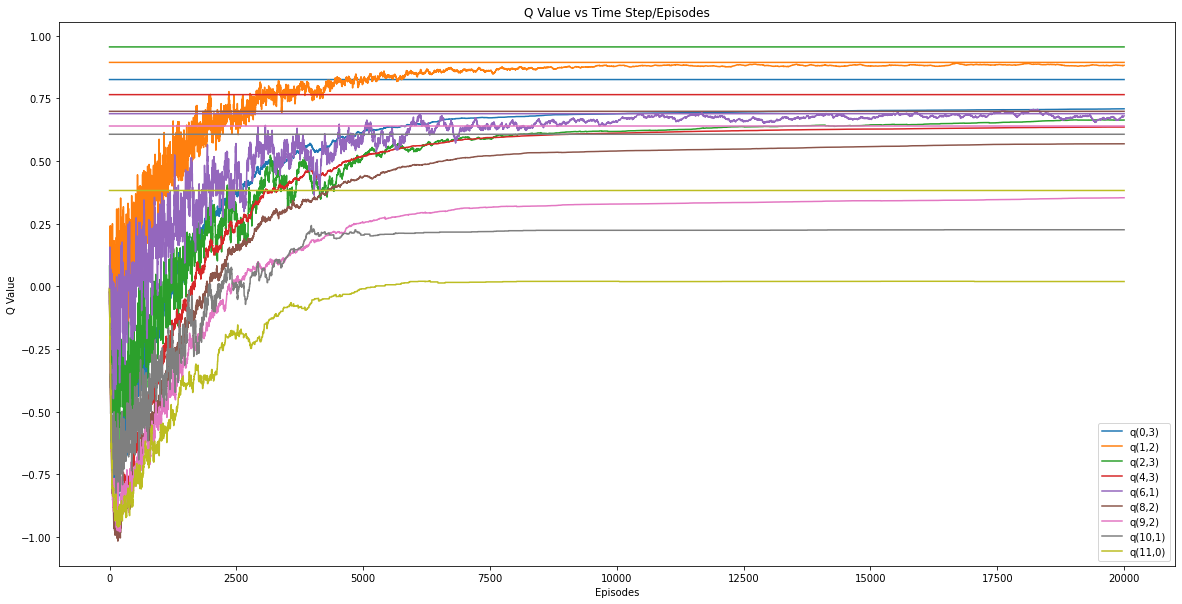 Q Value vs Time Step/Episodes
1.00
0.75
0.50
0.25
0.00
−0.25
−0.50
−0.75
−1.00
Q Value
0 2500 5000 7500 10000 12500 15000 17500 20000
Episodes
q(0,3)
q(1,2)
q(2,3)
q(4,3)
q(6,1)
q(8,2)
q(9,2)
q(10,1)
q(11,0)